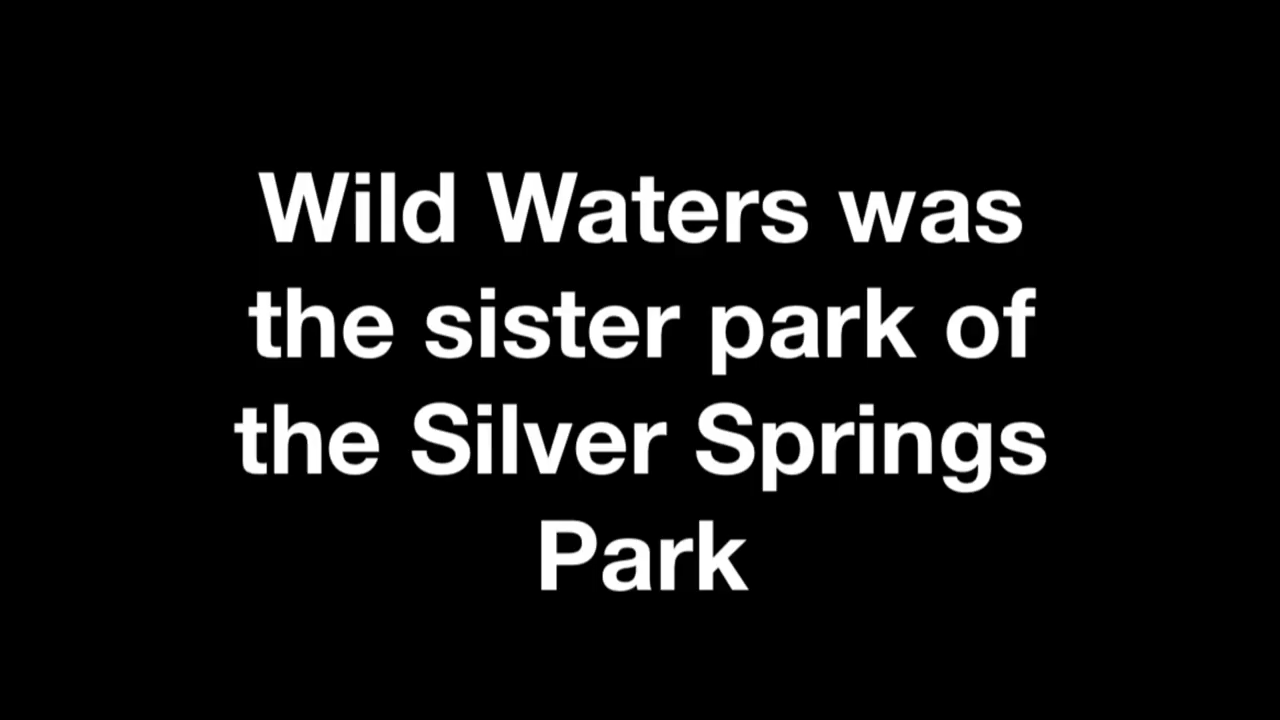 Wild Waters was
the sister park of
the Silver Springs
Park